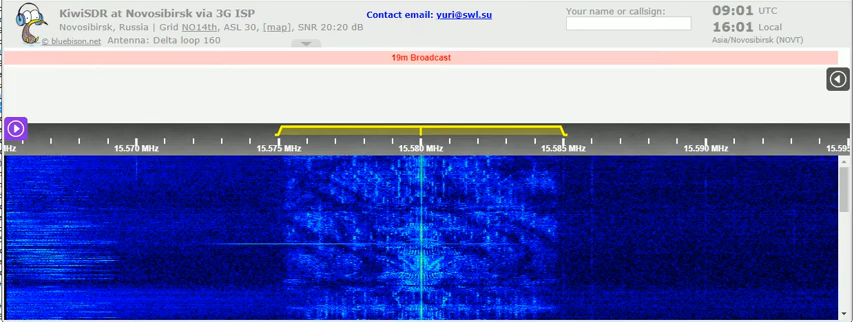 KiwiSDR at Novosibirsk via 3G ISP
Novosibirsk, Russia | Grid NO14th, ASL 30, [map], SNR 20:20 dB
© bluebison.net Antenna: Delta loop 160
Contact email: yuri@swl.su
Your name or callsign:
09:01 UTC
16:01 Local
Asia/Novosibirsk (NOVT)
19m Broadcast
Hz 15.570 MHz 15.575 MHz 15.580 MHz 15.585 MHz 15.590 MHz 15.595